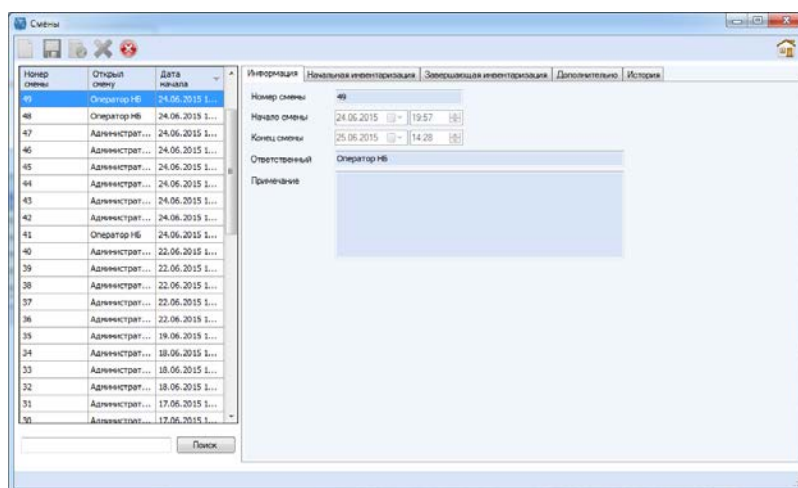 Смены
Номер смены Открыл смену Дата начала
49 Оператор НБ 24.06.2015 1...
48 Оператор НБ 24.06.2015 1...
47 Администрат... 24.06.2015 1...
46 Администрат... 24.06.2015 1...
45 Администрат... 24.06.2015 1...
44 Администрат... 24.06.2015 1...
43 Администрат... 24.06.2015 1...
42 Администрат... 24.06.2015 1...
41 Оператор НБ 24.06.2015 1...
40 Администрат... 22.06.2015 1...
39 Администрат... 22.06.2015 1...
38 Администрат... 22.06.2015 1...
37 Администрат... 22.06.2015 1...
36 Администрат... 22.06.2015 1...
35 Администрат... 19.06.2015 1...
34 Администрат... 18.06.2015 1...
33 Администрат... 18.06.2015 1...
32 Администрат... 18.06.2015 1...
31 Администрат... 17.06.2015 1...
30 Администрат... 17.06.2015 1...
Поиск
Информация Начальная инвентаризация Завершающая инвентаризация Дополнительно История
Номер смены 49
Начало смены 24.06.2015 19:57
Конец смены 25.06.2015 14:28
Ответственный Оператор НБ
Примечание